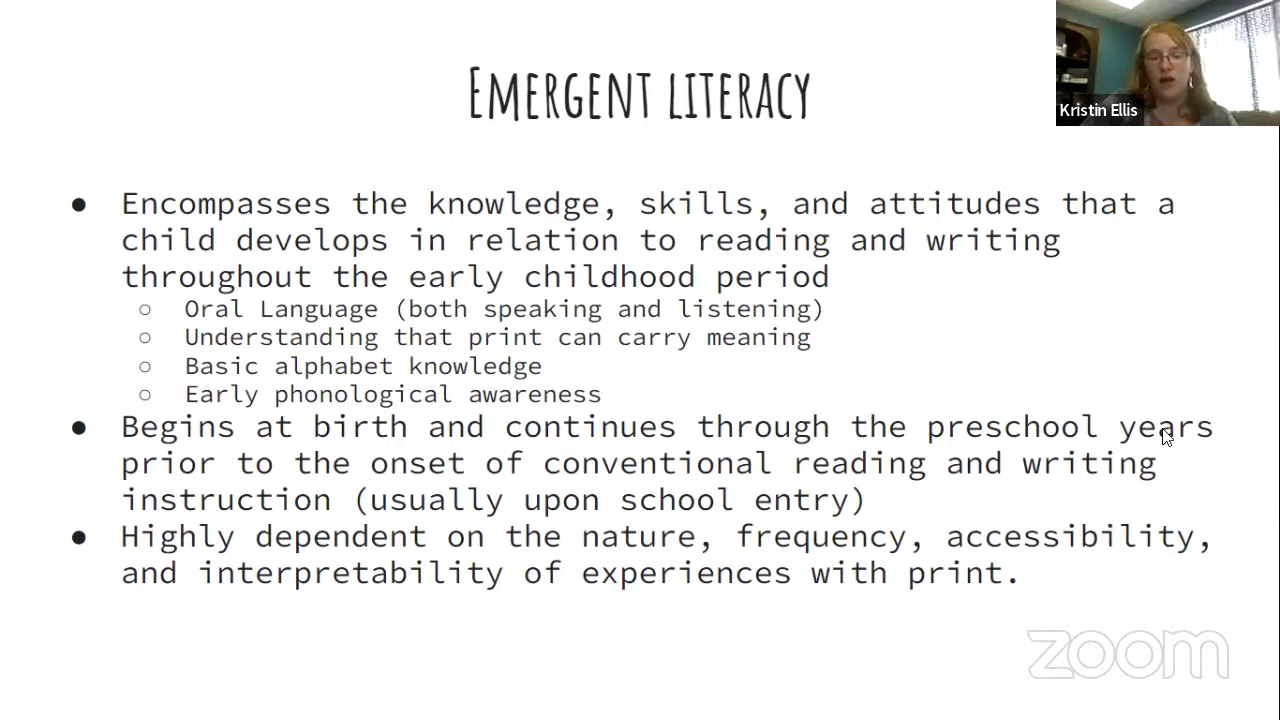 Emergent literacy
Kristin Ellis
● Encompasses the knowledge, skills, and attitudes that a
child develops in relation to reading and writing
throughout the early childhood period
○ Oral Language (both speaking and listening)
○ Understanding that print can carry meaning
○ Basic alphabet knowledge
○ Early phonological awareness
● Begins at birth and continues through the preschool years
prior to the onset of conventional reading and writing
instruction (usually upon school entry)
● Highly dependent on the nature, frequency, accessibility,
and interpretability of experiences with print.
zoom